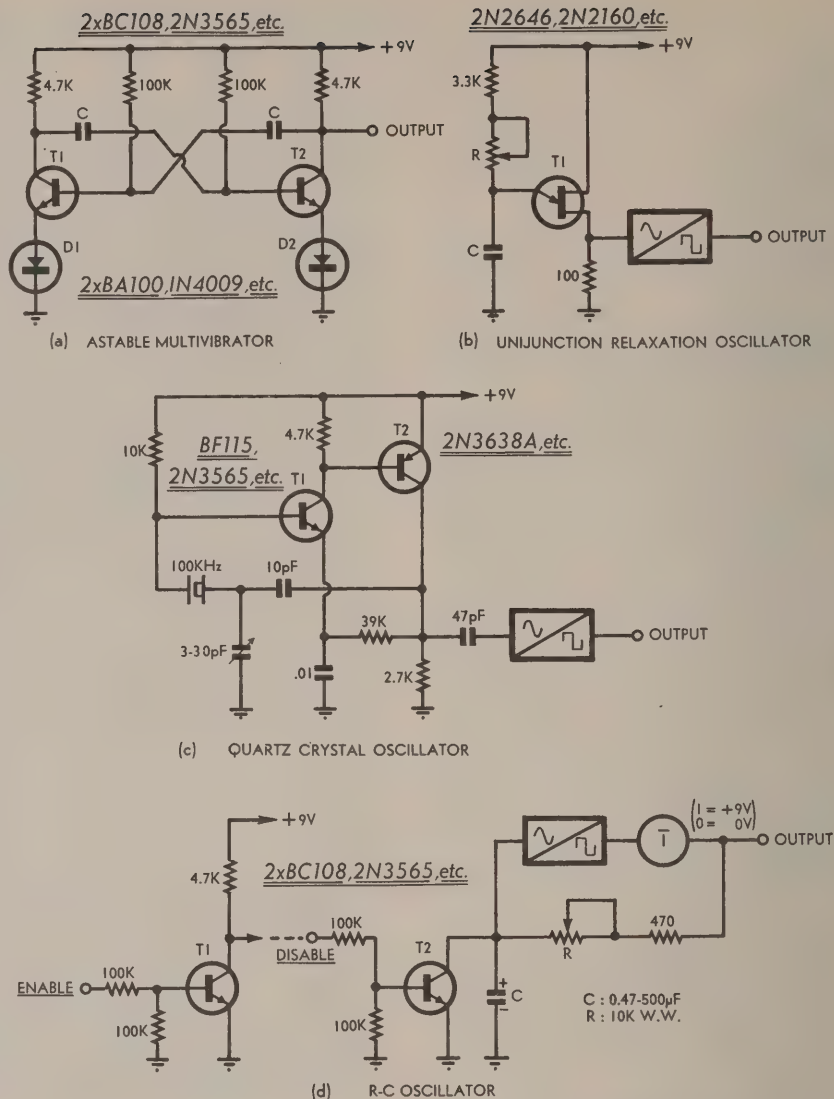 2xBC108,2N3565,etc.
+9V
4.7K
100K
100K
4.7K
C
C
OUTPUT
T1
T2
D1
D2
2xBA100,IN4009,etc.
(a) ASTABLE MULTIVIBRATOR
2N2646,2N2160,etc.
+9V
3.3K
R
T1
C
OUTPUT
100
(b) UNIJUNCTION RELAXATION OSCILLATOR
+9V
4.7K
T2
10K
BF115,
2N3565,etc.
2N3638A,etc.
T1
100KHz
10pF
39K
47pF
OUTPUT
3-30pF
.01
2.7K
(c) QUARTZ CRYSTAL OSCILLATOR
+9V
(1 = +9V
0 = 0V)
OUTPUT
1
4.7K
2xBC108,2N3565,etc.
T1
100K
DISABLE
T2
R
470
ENABLE
100K
100K
100K
C
+
−
C : 0.47-500µF
R : 10K W.W.
(d) R-C OSCILLATOR